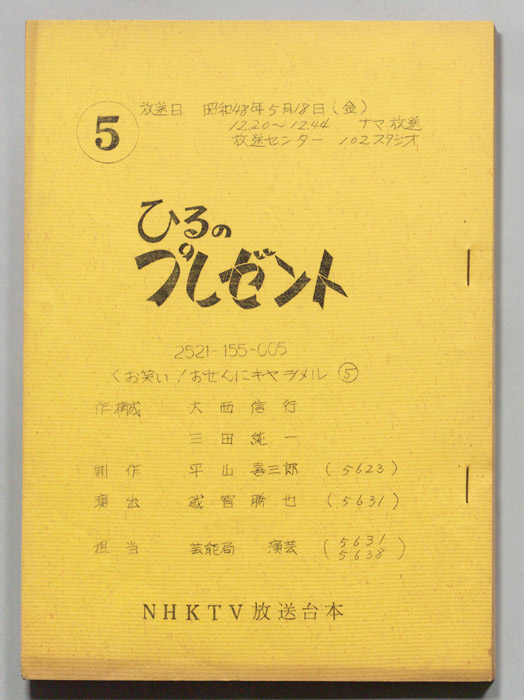 5
放送日 昭和48年5月18日(金)
12.20～12.44 ナマ放送
放送センター 102スタジオ
ひるの
プレゼント
2521-155-005
くお笑い!おせんにキャラメル ⑤
作構成 大西信行
三田純一
制作 平山喜三郎 (5623)
演出 越智勝也 (5631)
担当 芸能局 演芸 (5631
5638)
NHKTV放送台本